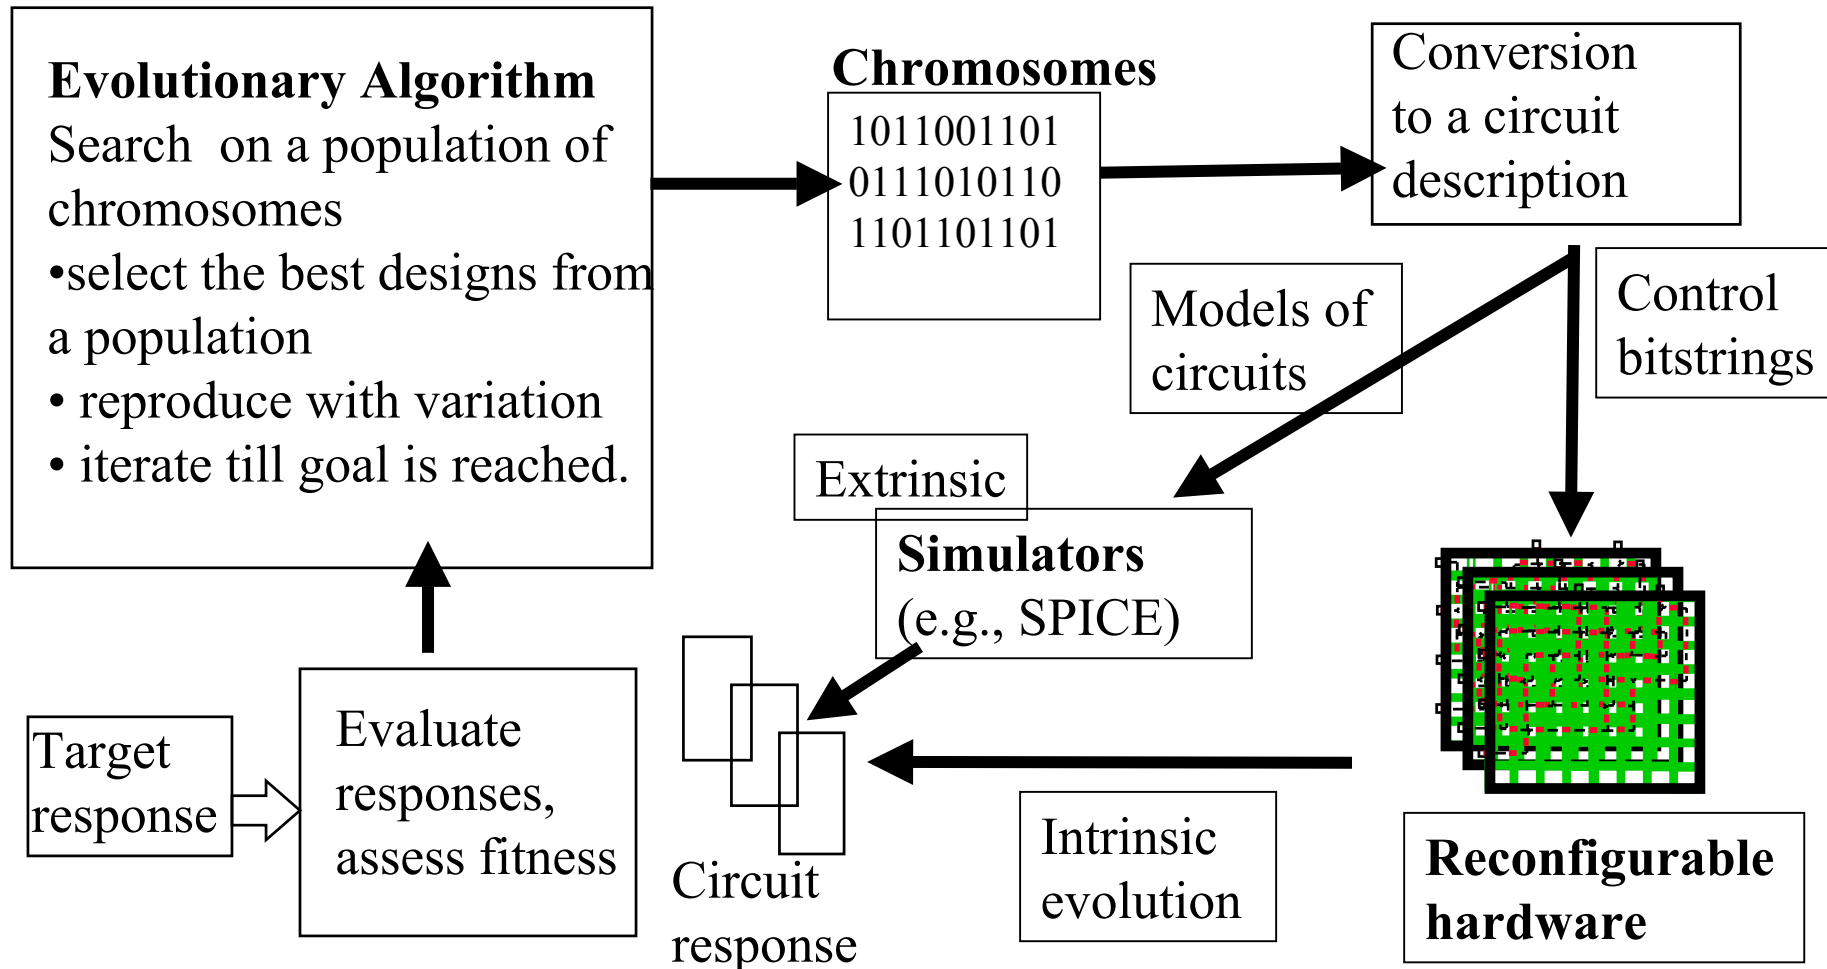 Evolutionary Algorithm
Search on a population of
chromosomes
•select the best designs from
a population
• reproduce with variation
• iterate till goal is reached.
Chromosomes
1011001101
0111010110
1101101101
Conversion
to a circuit
description
Models of
circuits
Control
bitstrings
Extrinsic
Simulators
(e.g., SPICE)
Target
response
Evaluate
responses,
assess fitness
Circuit
response
Intrinsic
evolution
Reconfigurable
hardware